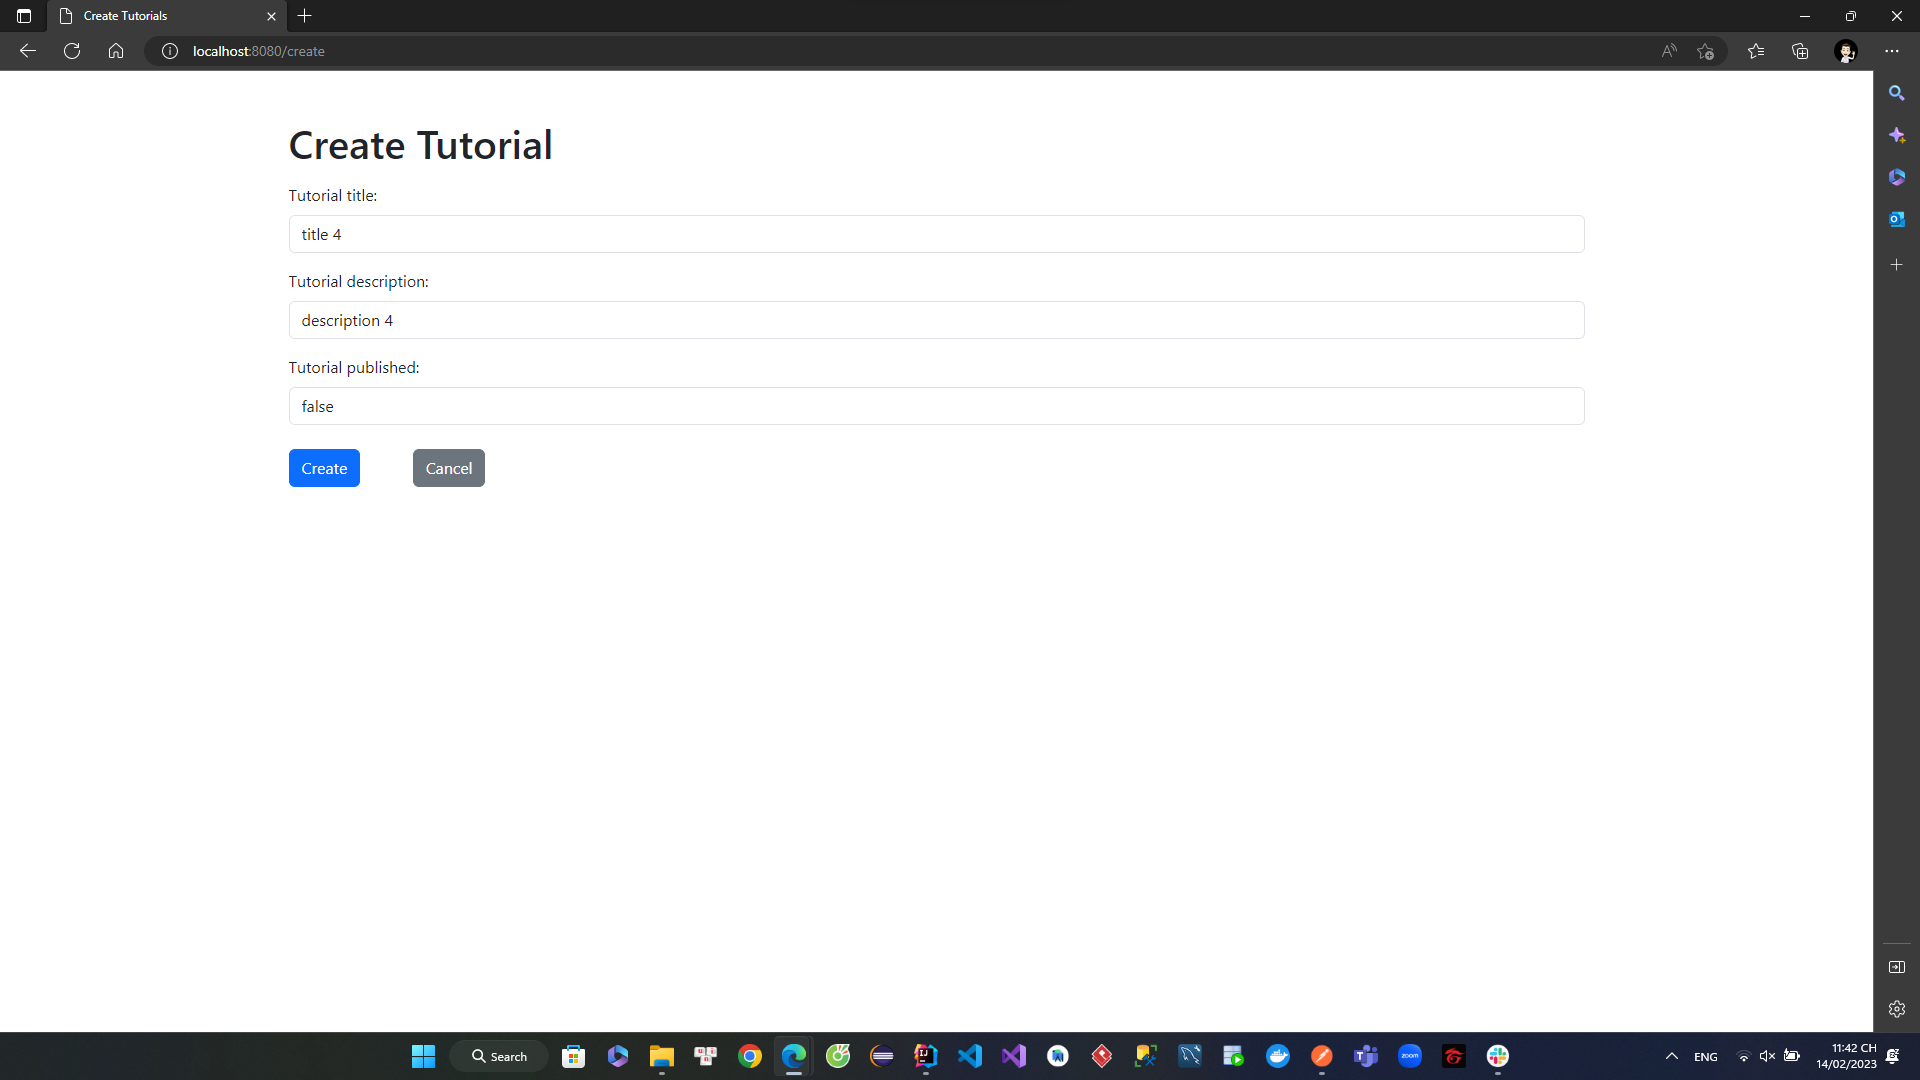 Create Tutorials
localhost:8080/create
Create Tutorial
Tutorial title:
title 4
Tutorial description:
description 4
Tutorial published:
false
Create
Cancel
Search
zoom
ENG
11:42 CH
14/02/2023